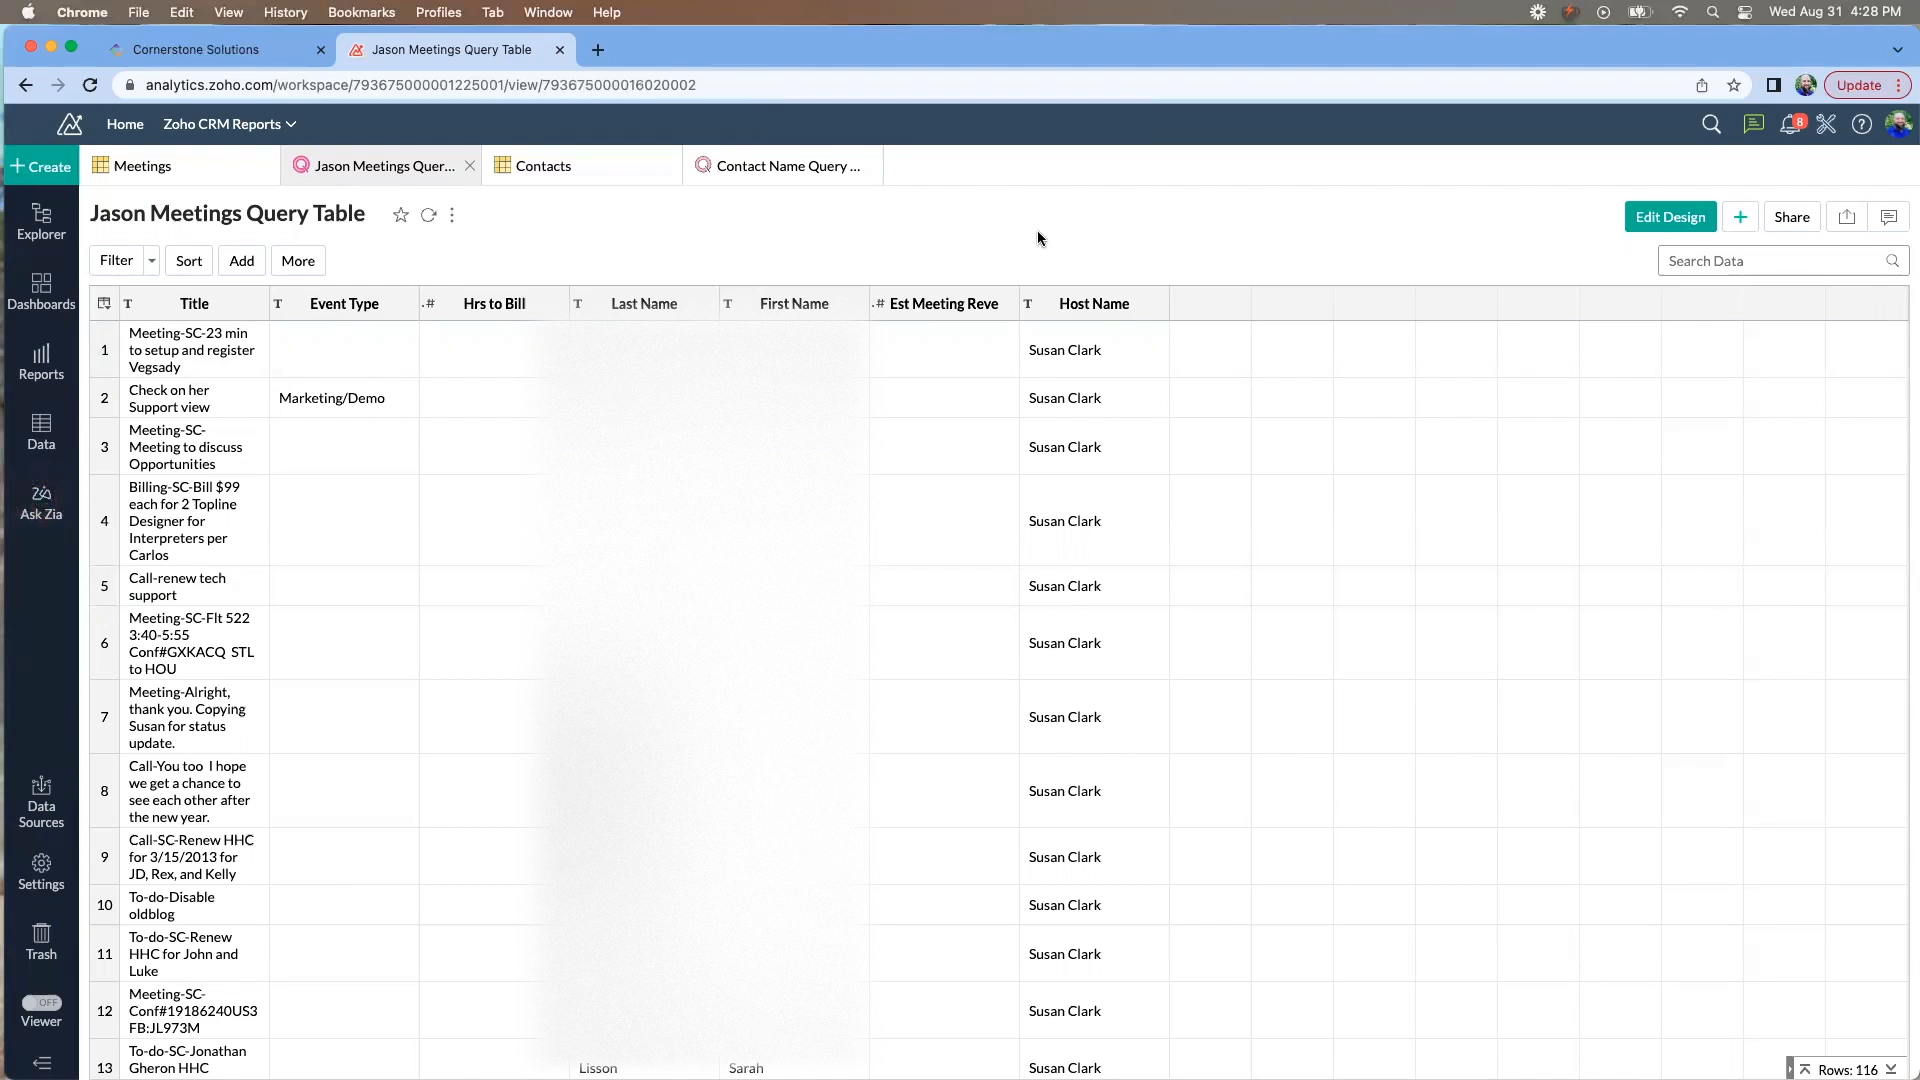 Chrome File Edit View History Bookmarks Profiles Tab Window Help Wed Aug 31 4:28 PM
Cornerstone Solutions Jason Meetings Query Table
analytics.zoho.com/workspace/793675000001225001/view/793675000016020002 Update
Home Zoho CRM Reports 8
+ Create Meetings Jason Meetings Quer... Contacts Contact Name Query ...
Jason Meetings Query Table Edit Design + Share
Filter Sort Add More Search Data
T Title T Event Type .# Hrs to Bill T Last Name T First Name .# Est Meeting Reve T Host Name
1 Meeting-SC-23 min
to setup and register
Vegsady
Susan Clark
2 Check on her
Support view
Marketing/Demo Susan Clark
3 Meeting-SC-
Meeting to discuss
Opportunities
Susan Clark
4 Billing-SC-Bill $99
each for 2 Topline
Designer for
Interpreters per
Carlos
Susan Clark
5 Call-renew tech
support
Susan Clark
6 Meeting-SC-Flt 522
3:40-5:55
Conf#GXKACQ STL
to HOU
Susan Clark
7 Meeting-Alright,
thank you. Copying
Susan for status
update.
Susan Clark
8 Call-You too I hope
we get a chance to
see each other after
the new year.
Susan Clark
9 Call-SC-Renew HHC
for 3/15/2013 for
JD, Rex, and Kelly
Susan Clark
10 To-do-Disable
oldblog
Susan Clark
11 To-do-SC-Renew
HHC for John and
Luke
Susan Clark
12 Meeting-SC-
Conf#19186240US3
FB:JL973M
Susan Clark
13 To-do-SC-Jonathan
Gheron HHC
Lisson Sarah Susan Clark
Explorer
Dashboards
Reports
Data
Ask Zia
Data
Sources
Settings
Trash
OFF
Viewer
Rows: 116